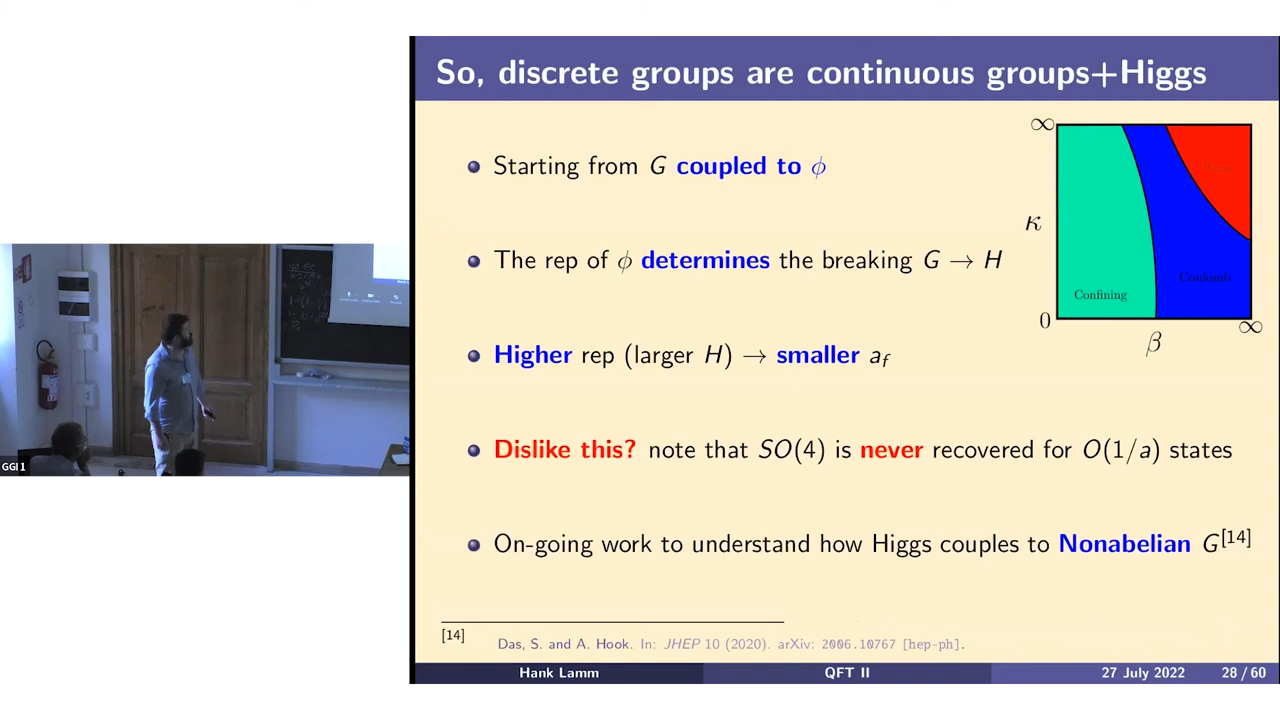 So, discrete groups are continuous groups+Higgs
Starting from G coupled to ϕ
The rep of ϕ determines the breaking G → H
Higher rep (larger H) → smaller a_f
Dislike this? note that SO(4) is never recovered for O(1/a) states
On-going work to understand how Higgs couples to Nonabelian G[14]
∞
κ
0
Confining
Coulomb
∞
β
[14] Das, S. and A. Hook. In: JHEP 10 (2020). arXiv: 2006.10767 [hep-ph].
Hank Lamm QFT II 27 July 2022 28 / 60
GGI 1